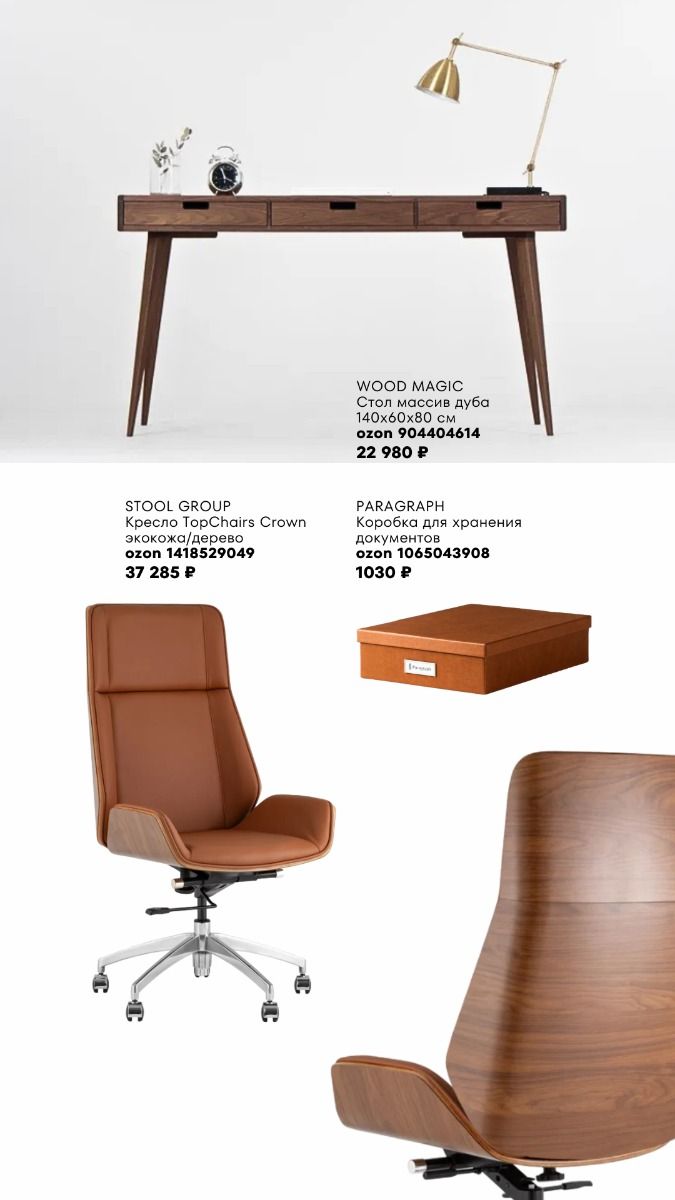 WOOD MAGIC
Стол массив дуба
140x60x80 см
ozon 904404614
22 980 ₽
STOOL GROUP
Кресло TopChairs Crown
экокожа/дерево
ozon 1418529049
37 285 ₽
PARAGRAPH
Коробка для хранения
документов
ozon 1065043908
1030 ₽